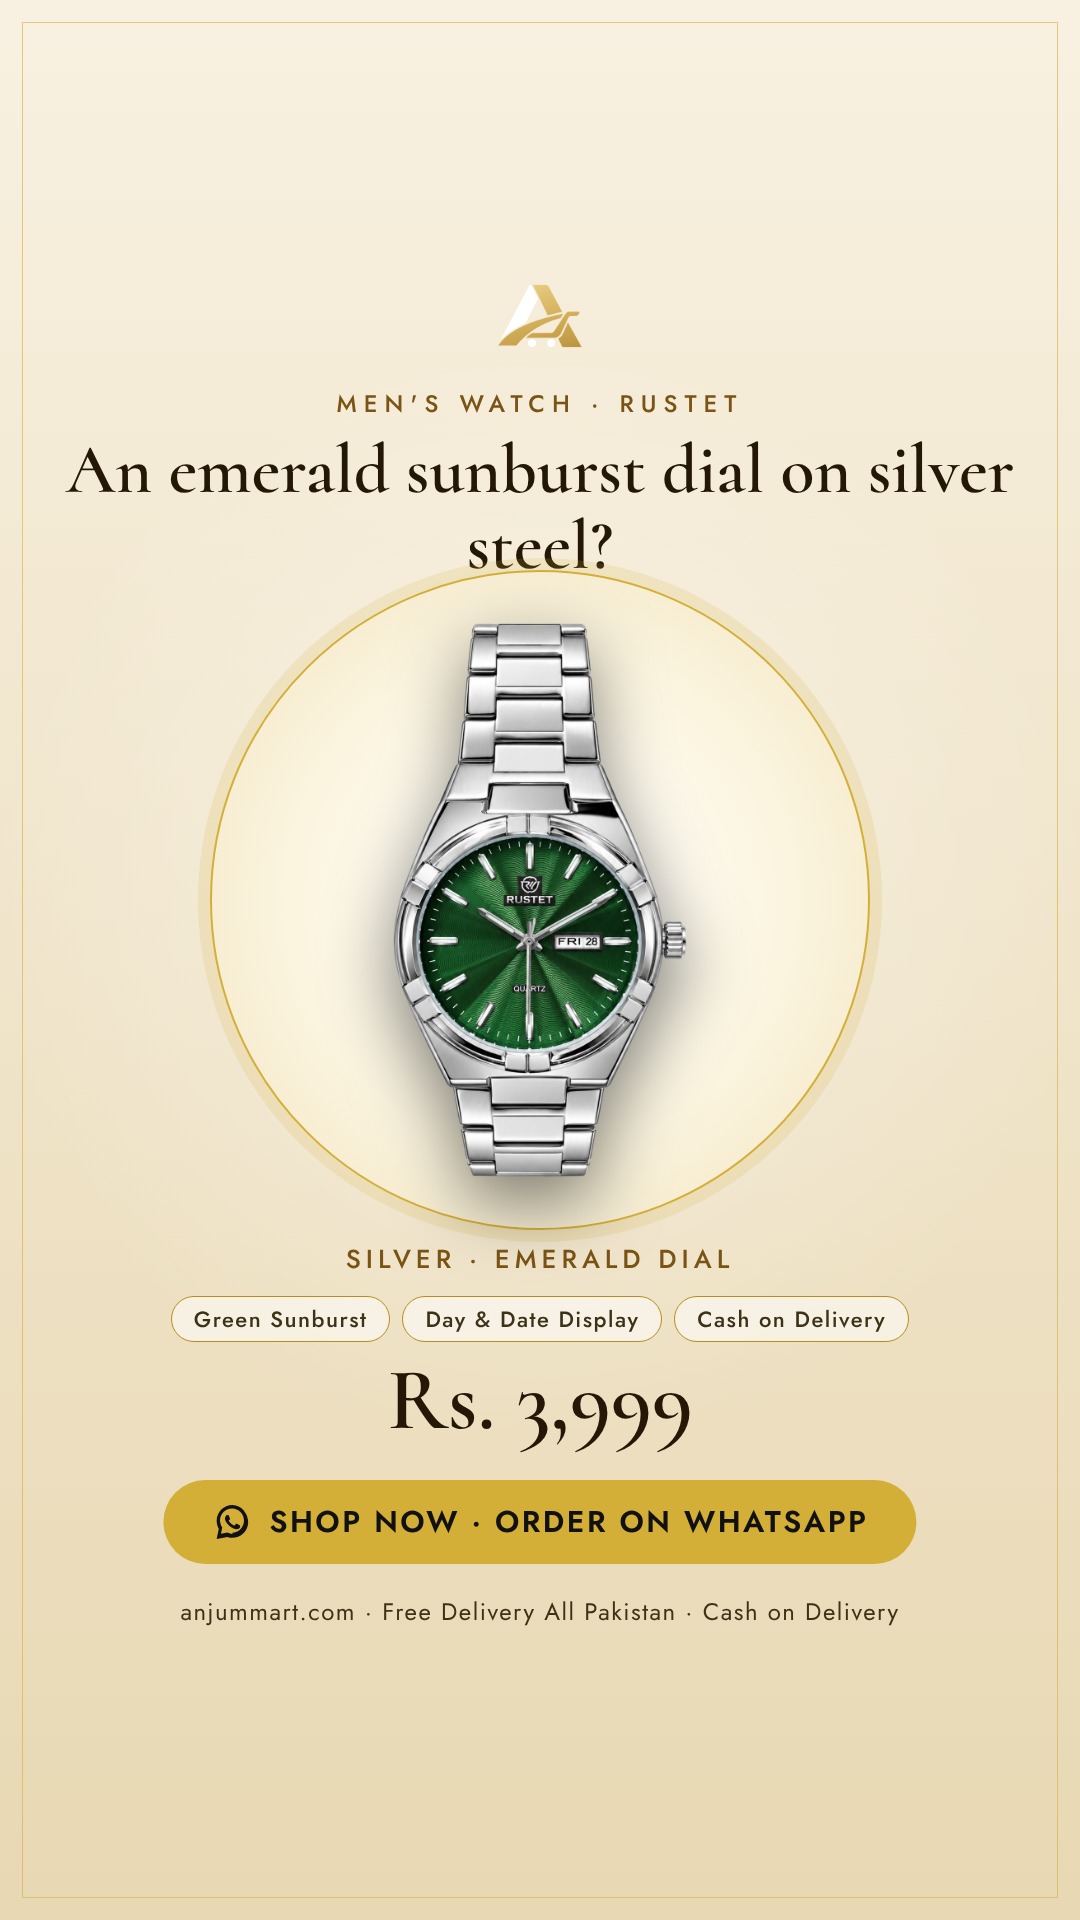 MEN'S WATCH · RUSTET
An emerald sunburst dial on silver
steel?
RUSTET
FRI 28
QUARTZ
SILVER · EMERALD DIAL
Green Sunburst
Day & Date Display
Cash on Delivery
Rs. 3,999
SHOP NOW · ORDER ON WHATSAPP
anjummart.com · Free Delivery All Pakistan · Cash on Delivery